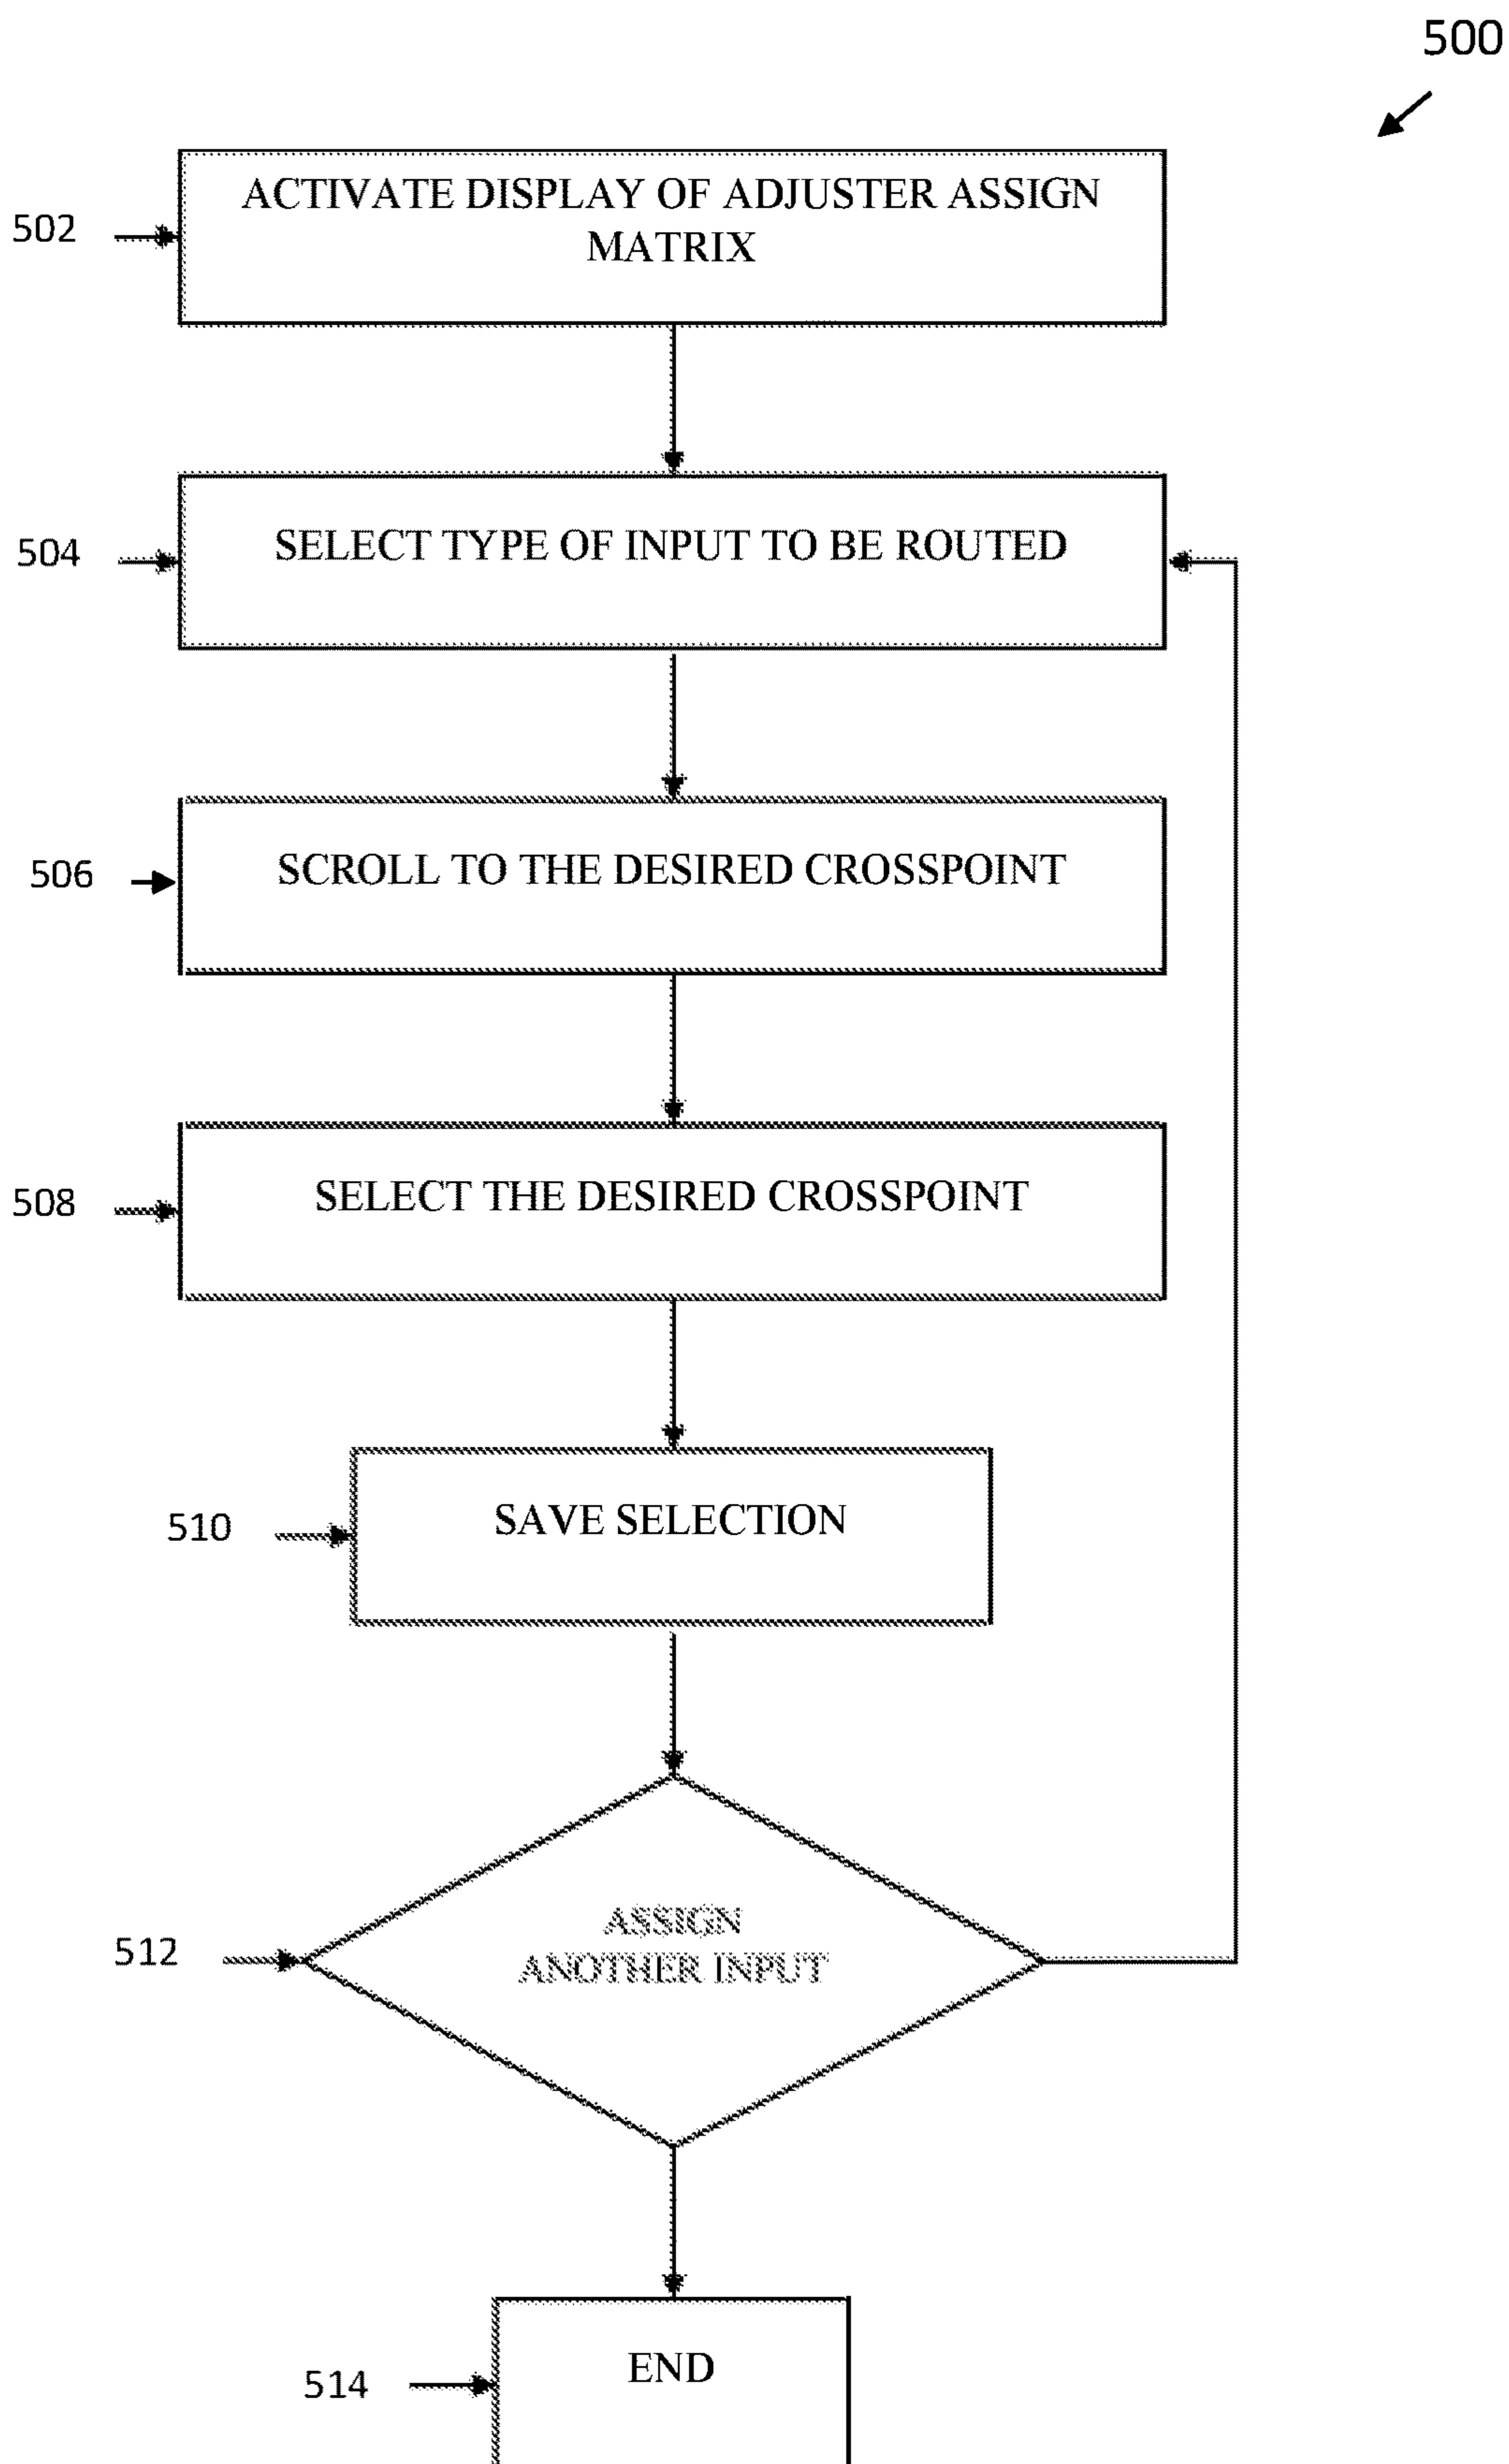 500
502
ACTIVATE DISPLAY OF ADJUSTER ASSIGN
MATRIX
504
SELECT TYPE OF INPUT TO BE ROUTED
506
SCROLL TO THE DESIRED CROSSPOINT
508
SELECT THE DESIRED CROSSPOINT
510
SAVE SELECTION
512
ASSIGN
ANOTHER INPUT
514
END